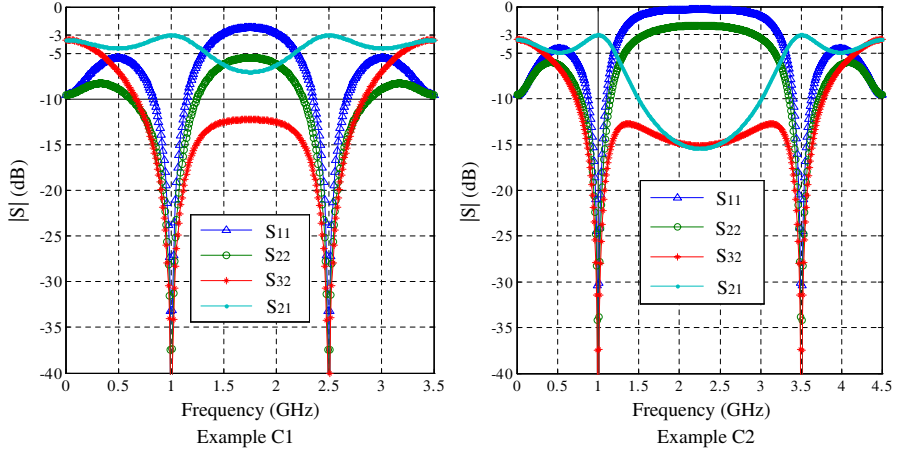 0
-5
-10
-15
-20
-25
-30
-35
-40
|S| (dB)
S11
S22
S32
S21
0 0.5 1 1.5 2 2.5 3 3.5
Frequency (GHz)
Example C1
0
-5
-10
-15
-20
-25
-30
-35
-40
|S| (dB)
S11
S22
S32
S21
0 0.5 1 1.5 2 2.5 3 3.5 4 4.5
Frequency (GHz)
Example C2